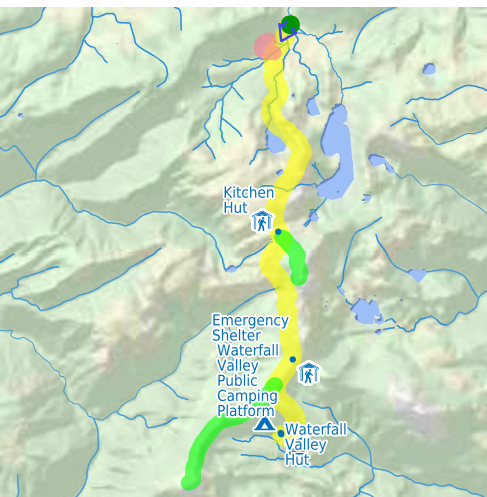 Kitchen
Hut
Emergency
Shelter
Waterfall
Valley
Public
Camping
Platform
Waterfall
Valley
Hut